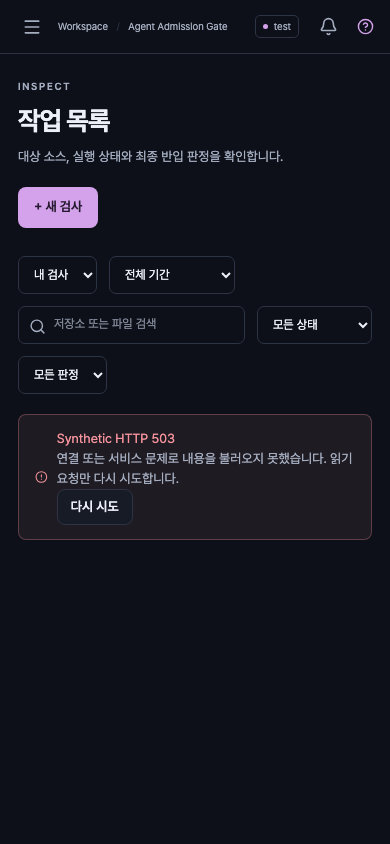 Workspace / Agent Admission Gate
test
INSPECT
작업 목록
대상 소스, 실행 상태와 최종 반입 판정을 확인합니다.
+ 새 검사
내 검사
전체 기간
저장소 또는 파일 검색
모든 상태
모든 판정
Synthetic HTTP 503
연결 또는 서비스 문제로 내용을 불러오지 못했습니다. 읽기
요청만 다시 시도합니다.
다시 시도